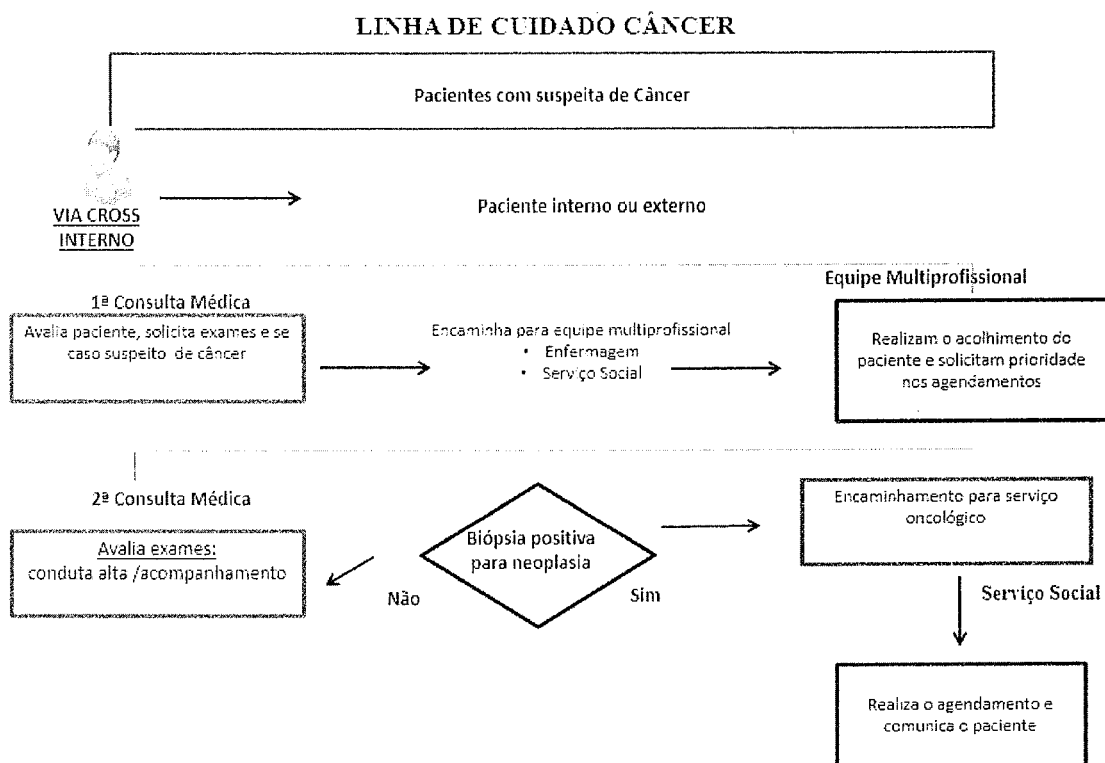 LINHA DE CUIDADO CÂNCER
Pacientes com suspeita de Câncer
VIA CROSS
INTERNO
Paciente interno ou externo
1ª Consulta Médica
Avalia paciente, solicita exames e se
caso suspeito de câncer
Encaminha para equipe multiprofissional
• Enfermagem
• Serviço Social
Equipe Multiprofissional
Realizam o acolhimento do
paciente e solicitam prioridade
nos agendamentos
2ª Consulta Médica
Avalia exames:
conduta alta /acompanhamento
Não
Biópsia positiva
para neoplasia
Sim
Encaminhamento para serviço
oncológico
Serviço Social
Realiza o agendamento e
comunica o paciente